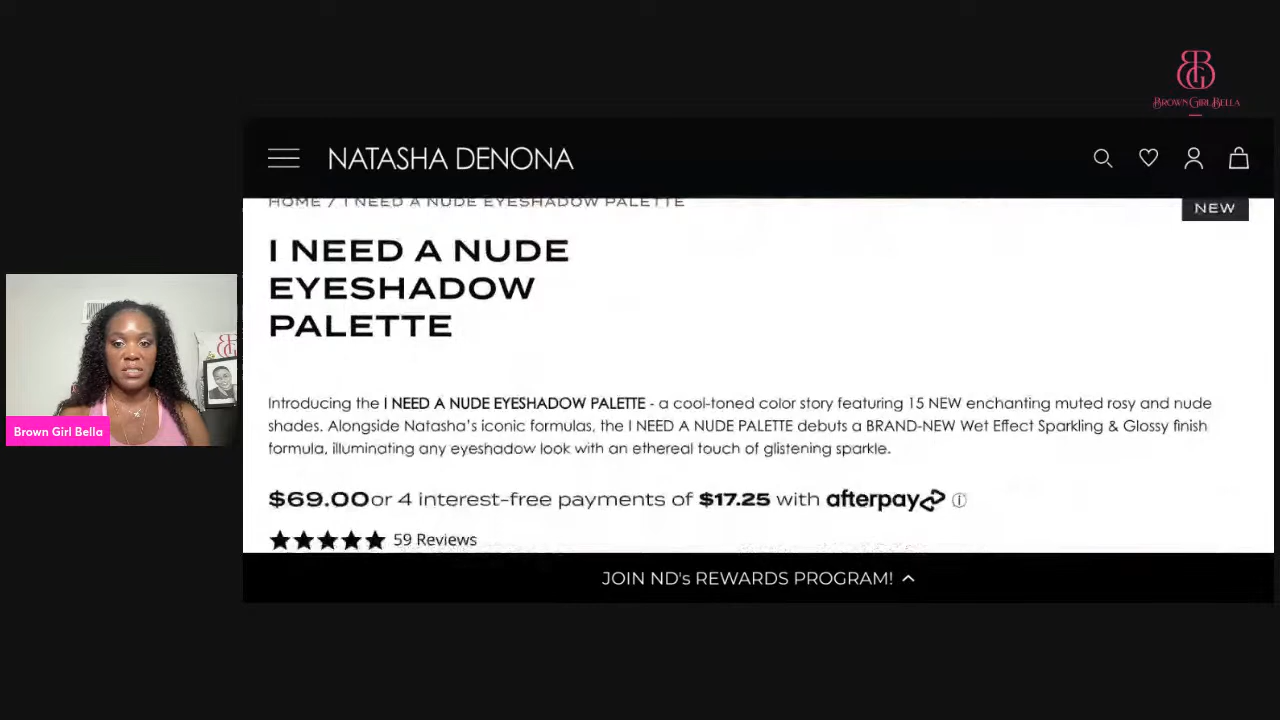 BROWN GIRL BELLA
NATASHA DENONA
HOME / I NEED A NUDE EYESHADOW PALETTE
NEW
I NEED A NUDE
EYESHADOW
PALETTE
Introducing the I NEED A NUDE EYESHADOW PALETTE - a cool-toned color story featuring 15 NEW enchanting muted rosy and nude
shades. Alongside Natasha's iconic formulas, the I NEED A NUDE PALETTE debuts a BRAND-NEW Wet Effect Sparkling & Glossy finish
formula, illuminating any eyeshadow look with an ethereal touch of glistening sparkle.
$69.00 or 4 interest-free payments of $17.25 with afterpay
59 Reviews
Brown Girl Bella
JOIN ND's REWARDS PROGRAM!